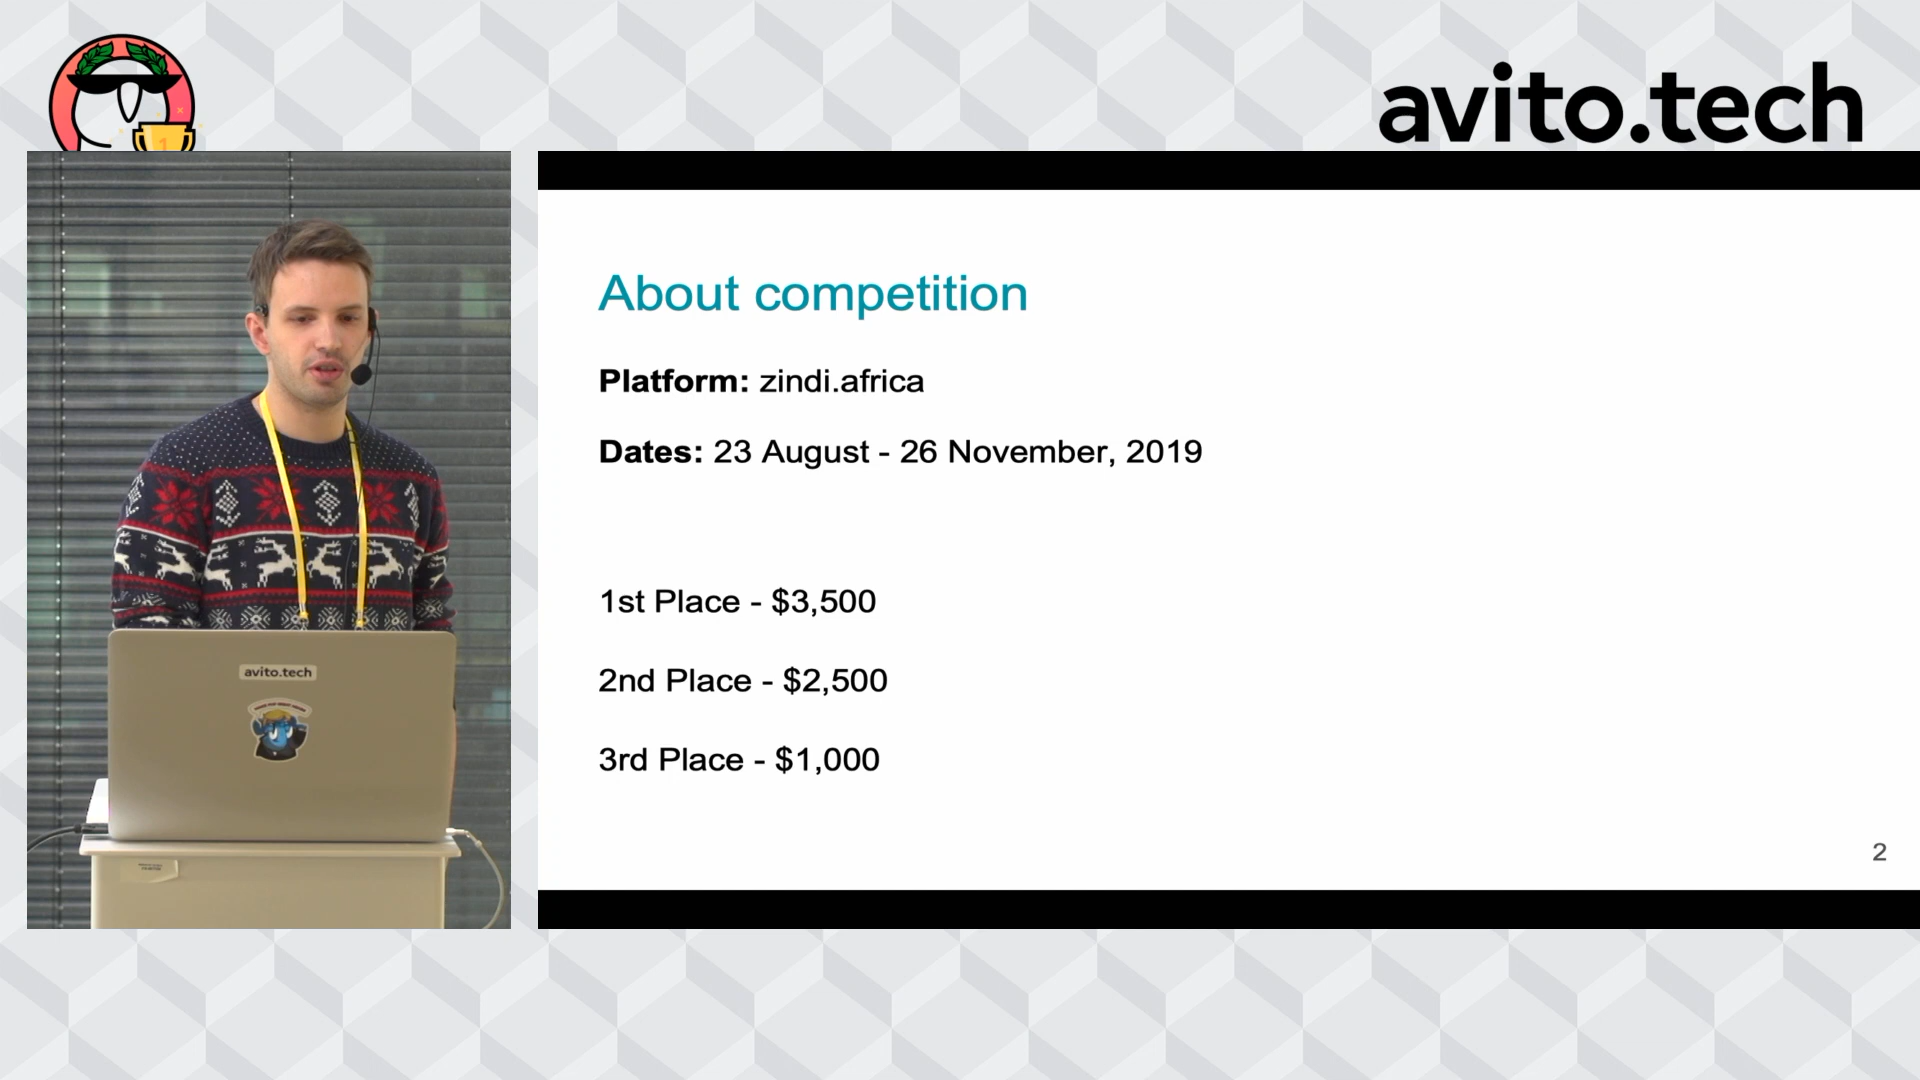 avito.tech
1
About competition
Platform: zindi.africa
Dates: 23 August - 26 November, 2019
1st Place - $3,500
2nd Place - $2,500
3rd Place - $1,000
2
avito.tech